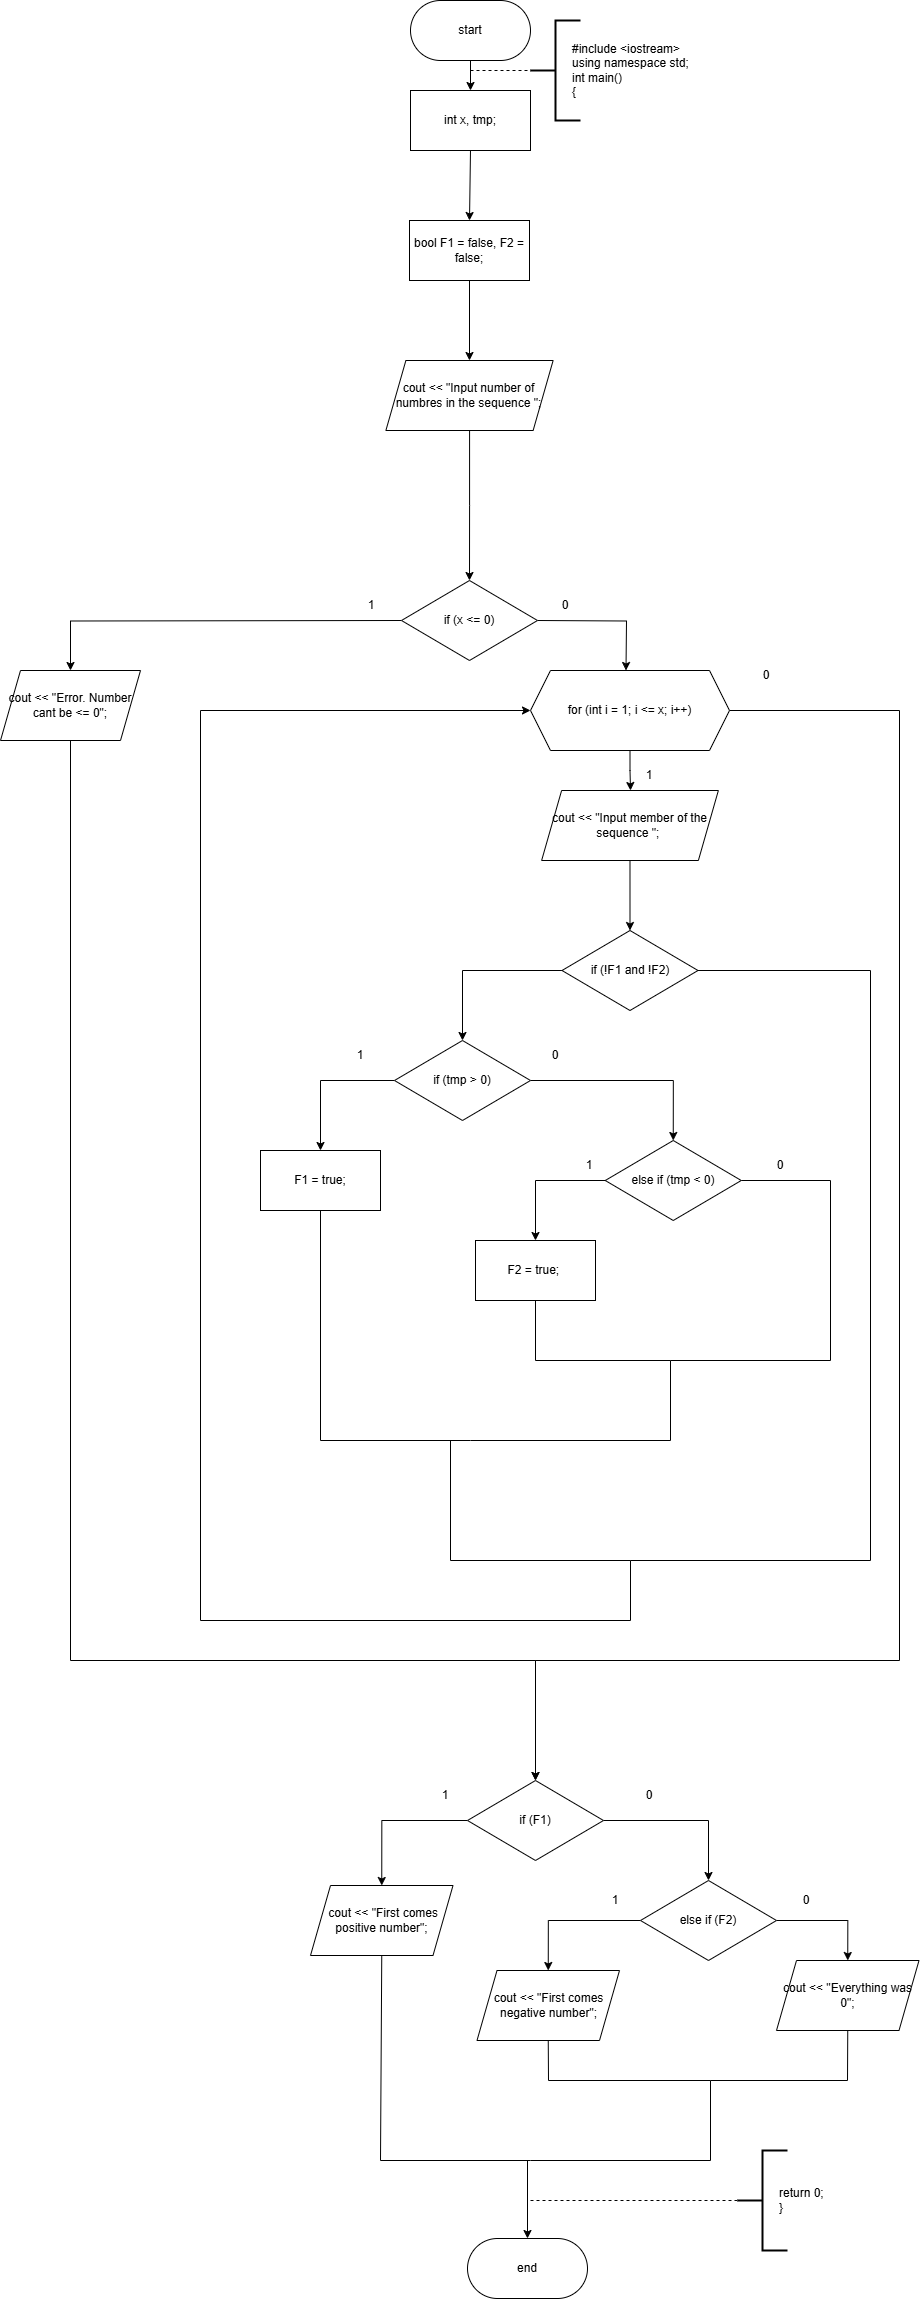 start
#include <iostream>
using namespace std;
int main()
{
int x, tmp;
bool F1 = false, F2 =
false;
cout << "Input number of
numbres in the sequence ";
1
0
if (x <= 0)
0
cout << "Error. Number
cant be <= 0";
for (int i = 1; i <= x; i++)
1
cout << "Input member of the
sequence ";
if (!F1 and !F2)
1
0
if (tmp > 0)
1
0
F1 = true;
else if (tmp < 0)
F2 = true;
1
0
if (F1)
1
0
cout << "First comes
positive number";
else if (F2)
cout << "First comes
negative number";
cout << "Everything was
0";
return 0;
}
end